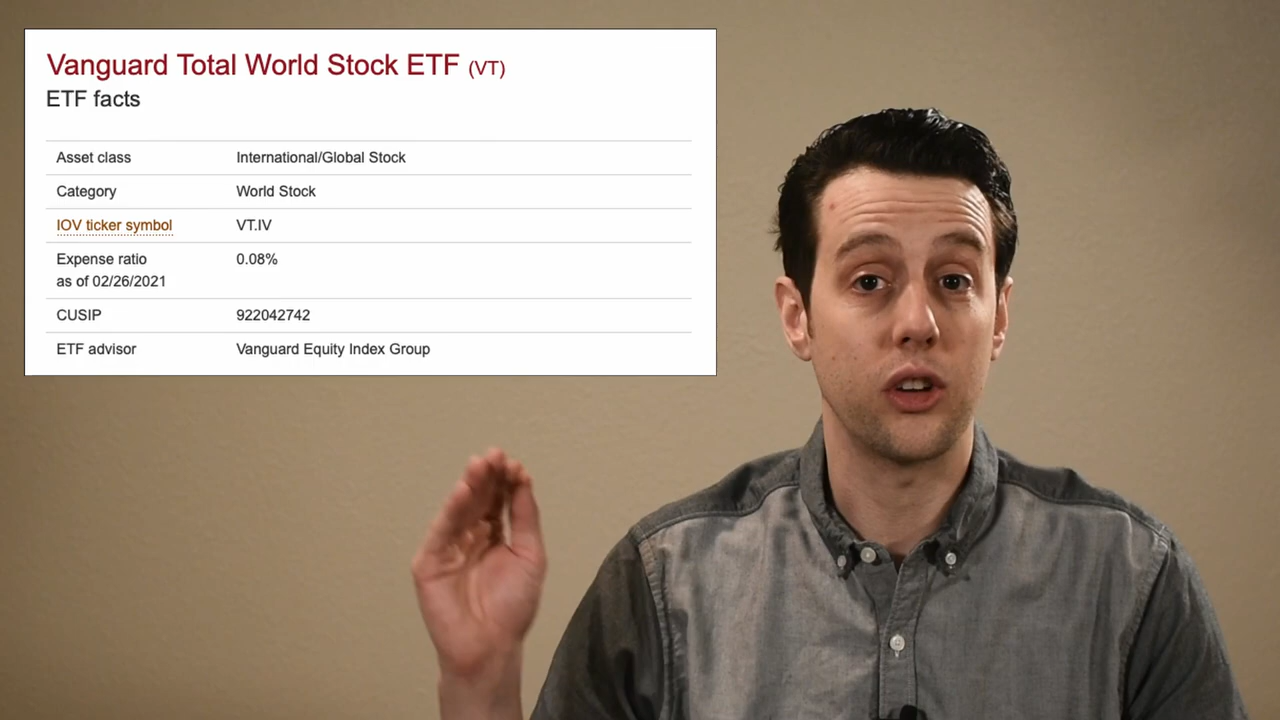 Vanguard Total World Stock ETF (VT)
ETF facts
Asset class International/Global Stock
Category World Stock
IOV ticker symbol VT.IV
Expense ratio 0.08%
as of 02/26/2021
CUSIP 922042742
ETF advisor Vanguard Equity Index Group